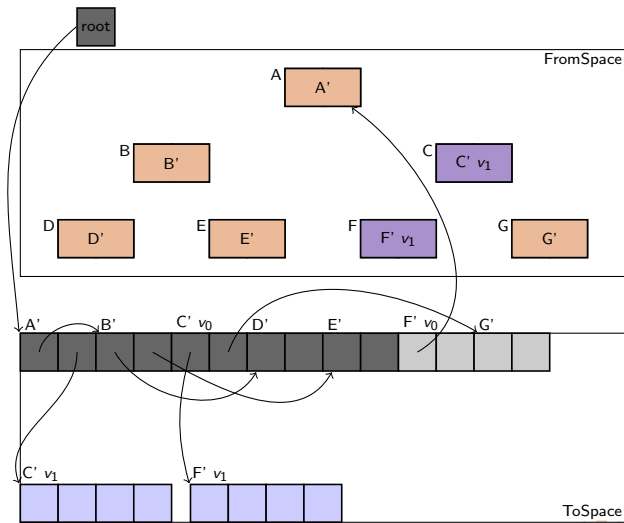 root
FromSpace
A
A'
B
B'
C
C' v₁
D
D'
E
E'
F
F' v₁
G
G'
A'
B'
C' v₀
D'
E'
F' v₀
G'
C' v₁
F' v₁
ToSpace